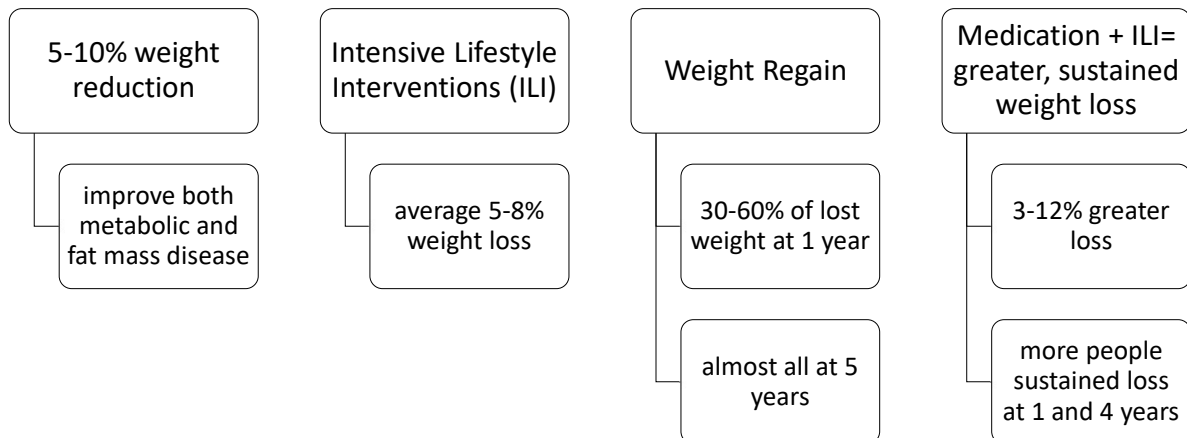 5-10% weight
reduction
improve both
metabolic and
fat mass disease
Intensive Lifestyle
Interventions (ILI)
average 5-8%
weight loss
Weight Regain
30-60% of lost
weight at 1 year
almost all at 5
years
Medication + ILI=
greater, sustained
weight loss
3-12% greater
loss
more people
sustained loss
at 1 and 4 years